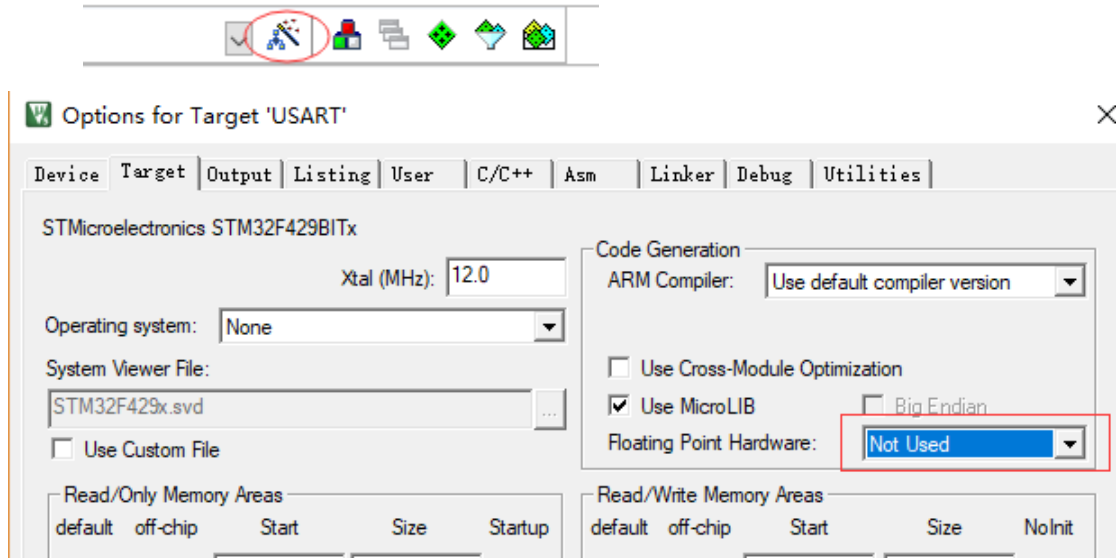 Options for Target 'USART'
Device Target Output Listing User C/C++ Asm Linker Debug Utilities
STMicroelectronics STM32F429BITx
Xtal (MHz): 12.0
Operating system: None
System Viewer File:
STM32F429x.svd ...
Use Custom File
Code Generation
ARM Compiler: Use default compiler version
Use Cross-Module Optimization
Use MicroLIB Big Endian
Floating Point Hardware: Not Used
Read/Only Memory Areas
default off-chip Start Size Startup
Read/Write Memory Areas
default off-chip Start Size NoInit